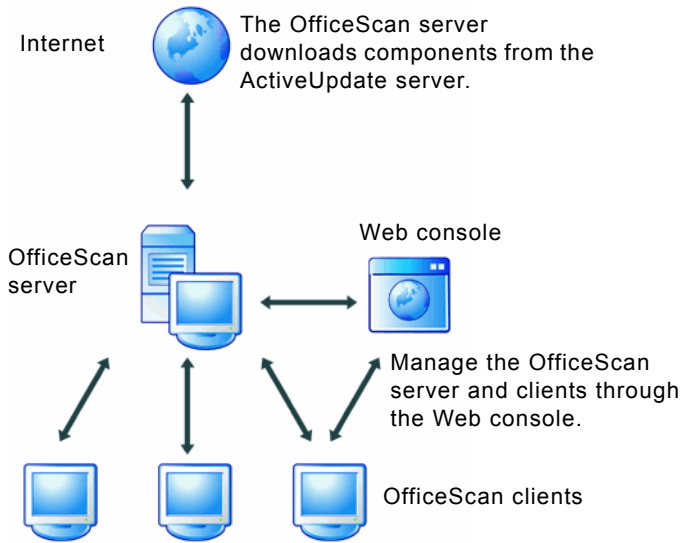 Internet
The OfficeScan server
downloads components from the
ActiveUpdate server.
Web console
OfficeScan
server
Manage the OfficeScan
server and clients through
the Web console.
OfficeScan clients